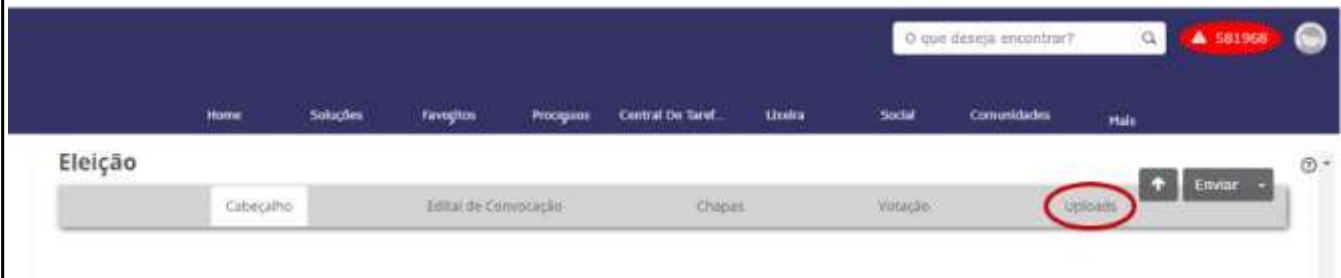 O que deseja encontrar? 581968
Home Soluções Favoritos Processos Central De Taref... Lixeira Social Comunidades Mais
Eleição
Enviar
Cabeçalho Edital de Convocação Chapas Votação Uploads